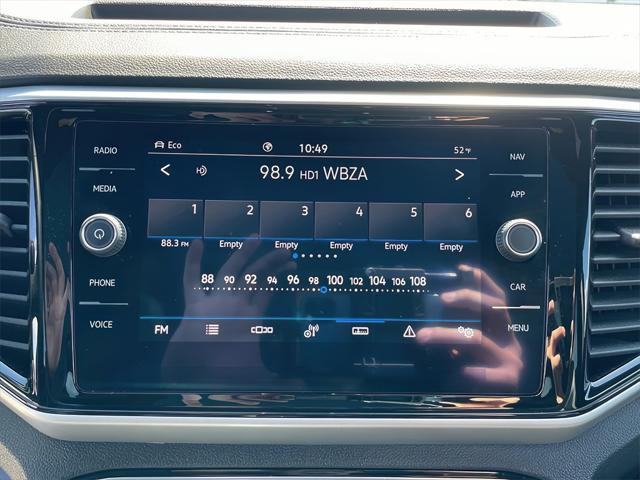 RADIO
MEDIA
PHONE
VOICE
Eco 10:49 52°F
98.9 HD1 WBZA
1 2 3 4 5 6
88.3 FM Empty Empty Empty Empty Empty
88 90 92 94 96 98 100 102 104 106 108
FM
NAV
APP
CAR
MENU